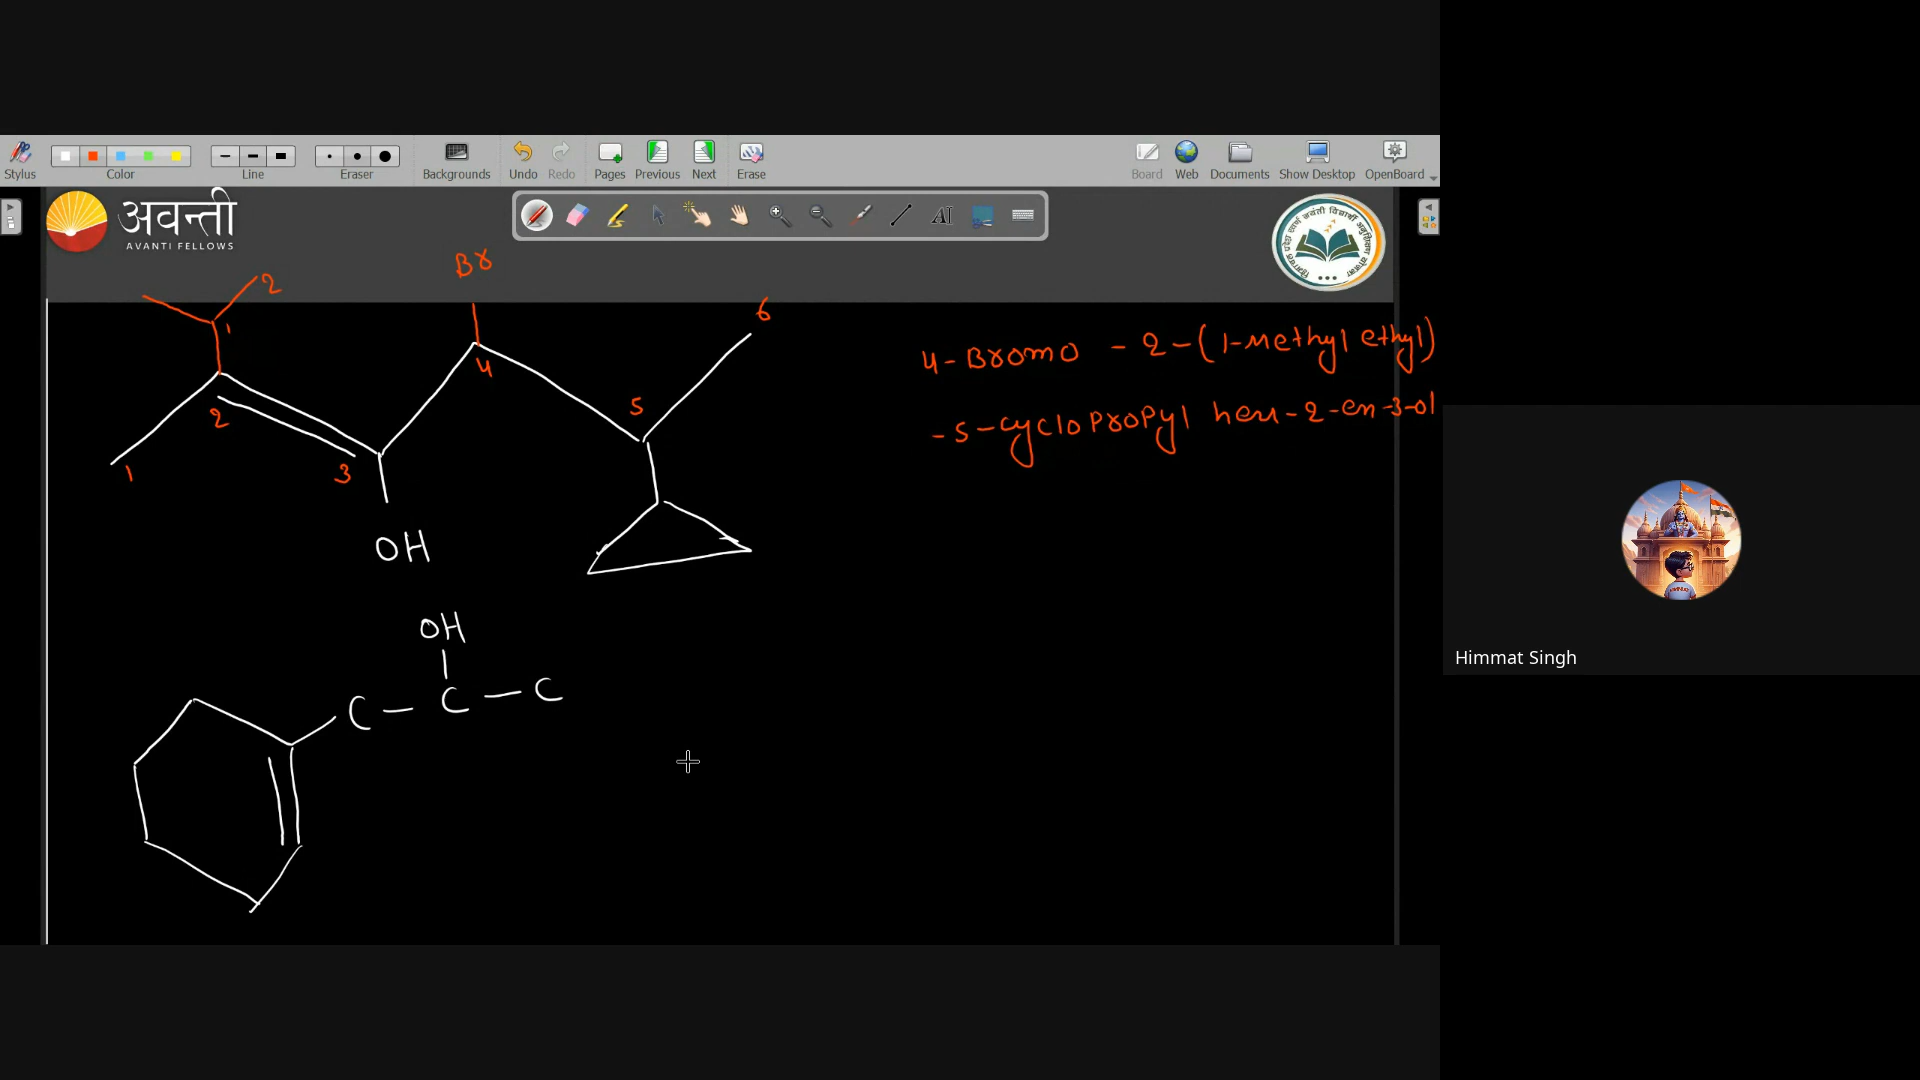 Stylus Color Line Eraser Backgrounds Undo Redo Pages Previous Next Erase Board Web Documents Show Desktop OpenBoard
अवन्ती
AVANTI FELLOWS
Br
2
1
6
4-Bromo - 2-(1-Methyl ethyl)
4
5
2
-5-cycloPropyl hex-2-en-3-ol
1
3
OH
OH
C - C - C
Himmat Singh